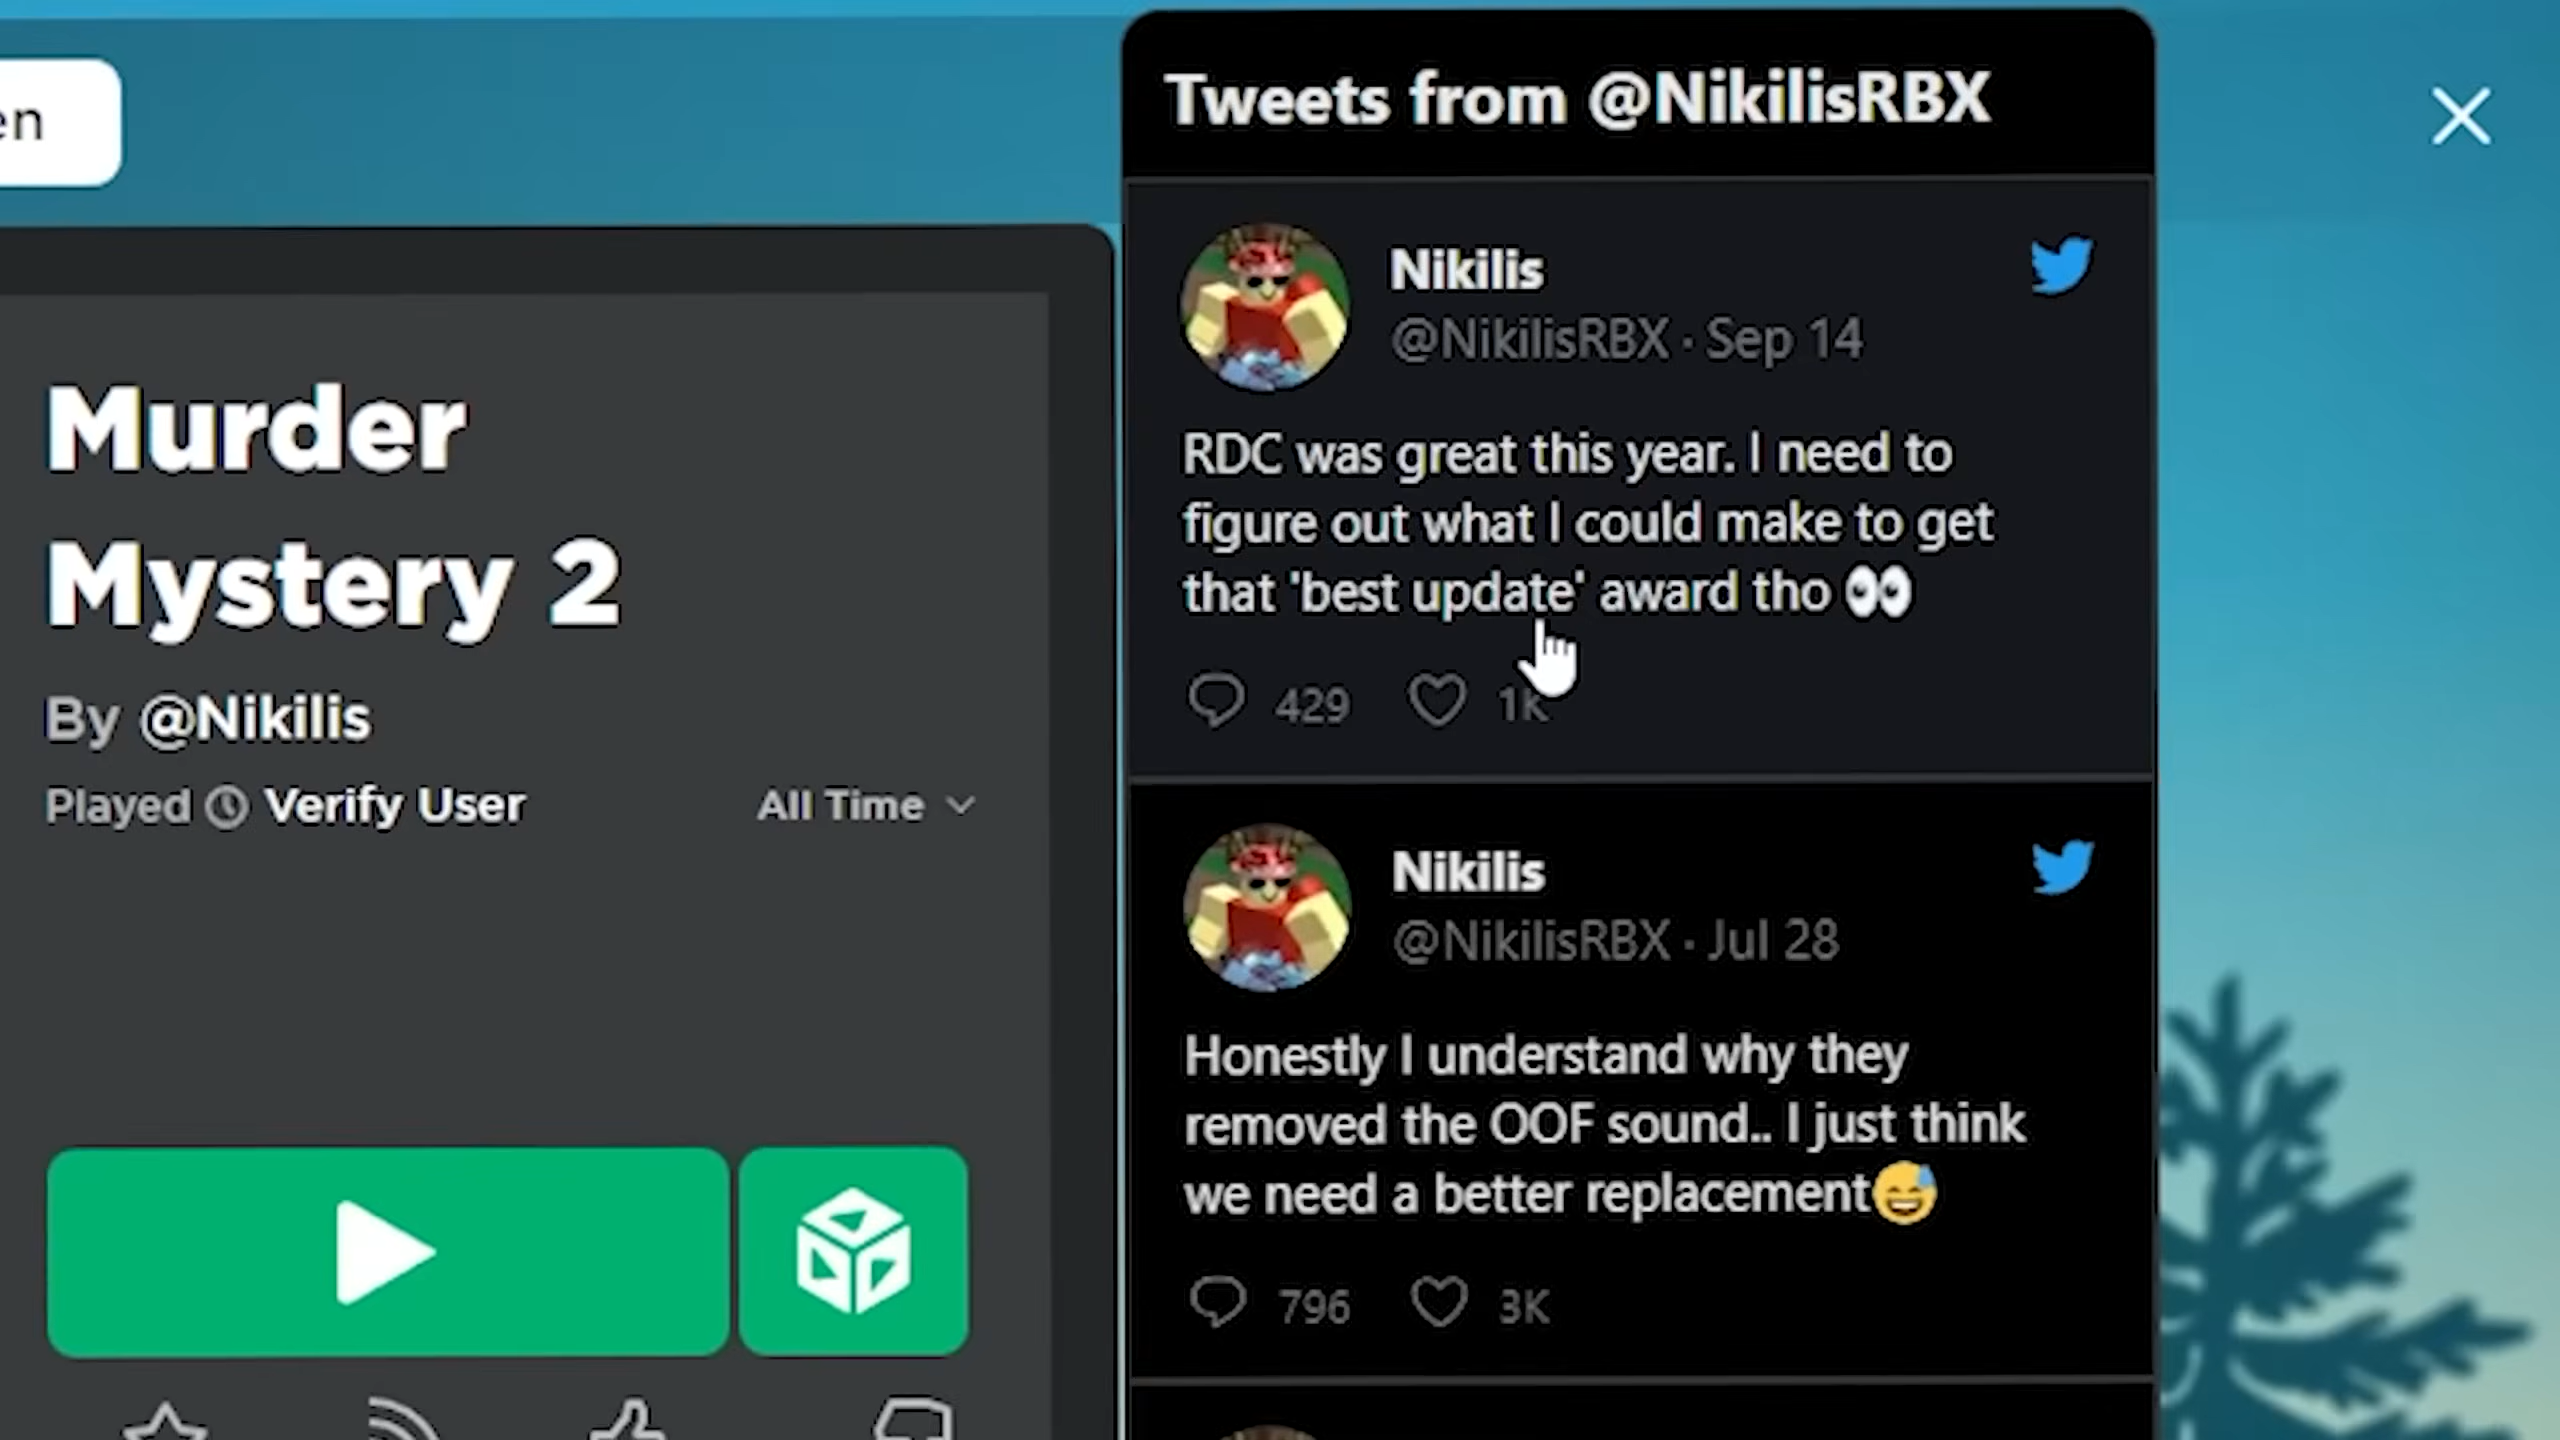 en
Murder
Mystery 2
By @Nikilis
Played Verify User
All Time
Tweets from @NikilisRBX
Nikilis
@NikilisRBX · Sep 14
RDC was great this year. I need to
figure out what I could make to get
that 'best update' award tho 👀
429 1K
Nikilis
@NikilisRBX · Jul 28
Honestly I understand why they
removed the OOF sound.. I just think
we need a better replacement😅
796 3K